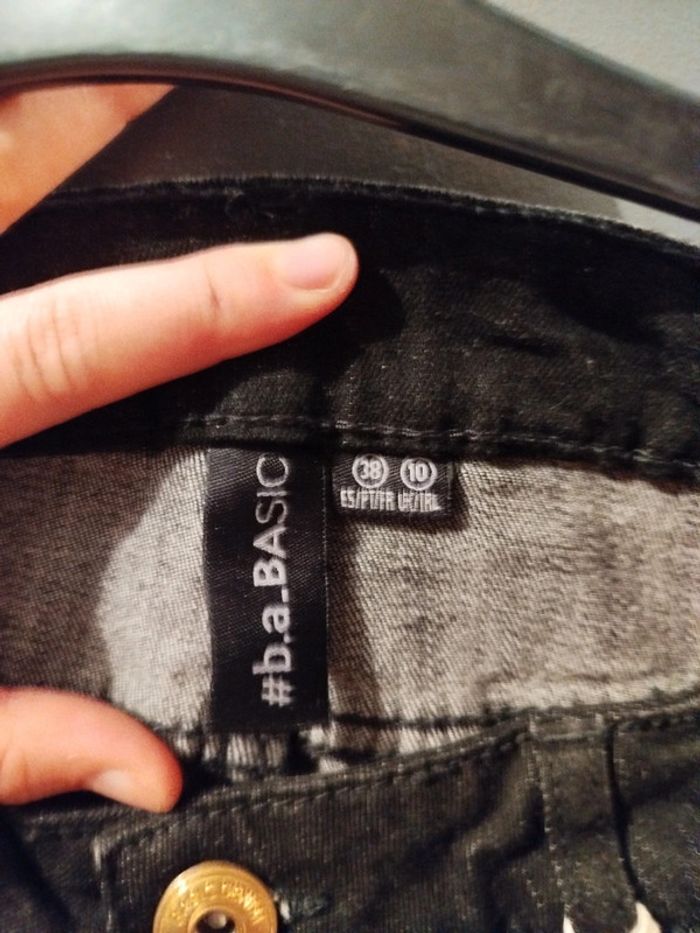 #b.a.BASIC
38 10
ES/PT/FR UK/IRL